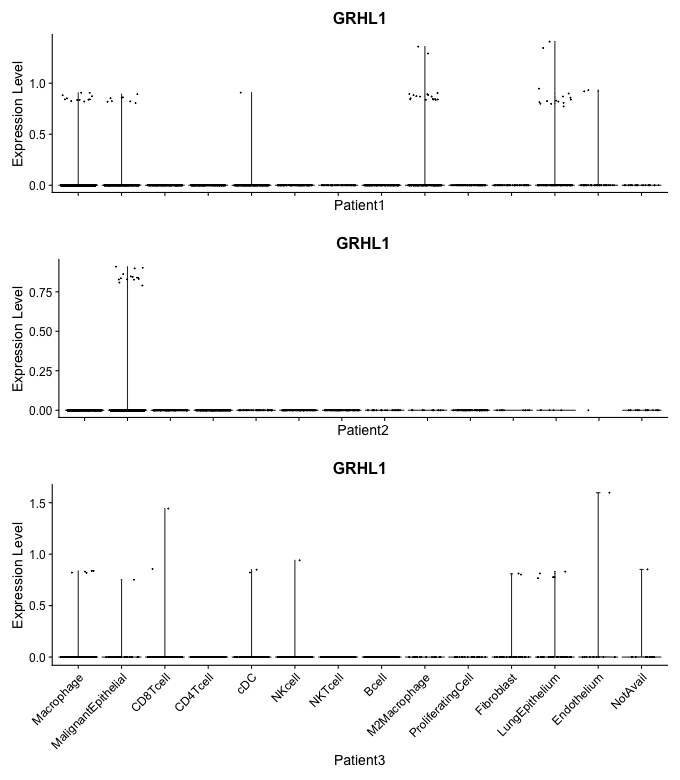 GRHL1
Expression Level
1.0
0.5
0.0
Patient1
GRHL1
Expression Level
0.75
0.50
0.25
0.00
Patient2
GRHL1
Expression Level
1.5
1.0
0.5
0.0
Macrophage
MalignantEpithelial
CD8Tcell
CD4Tcell
cDC
NKcell
NKTcell
Bcell
M2Macrophage
ProliferatingCell
Fibroblast
LungEpithelium
Endothelium
NotAvail
Patient3